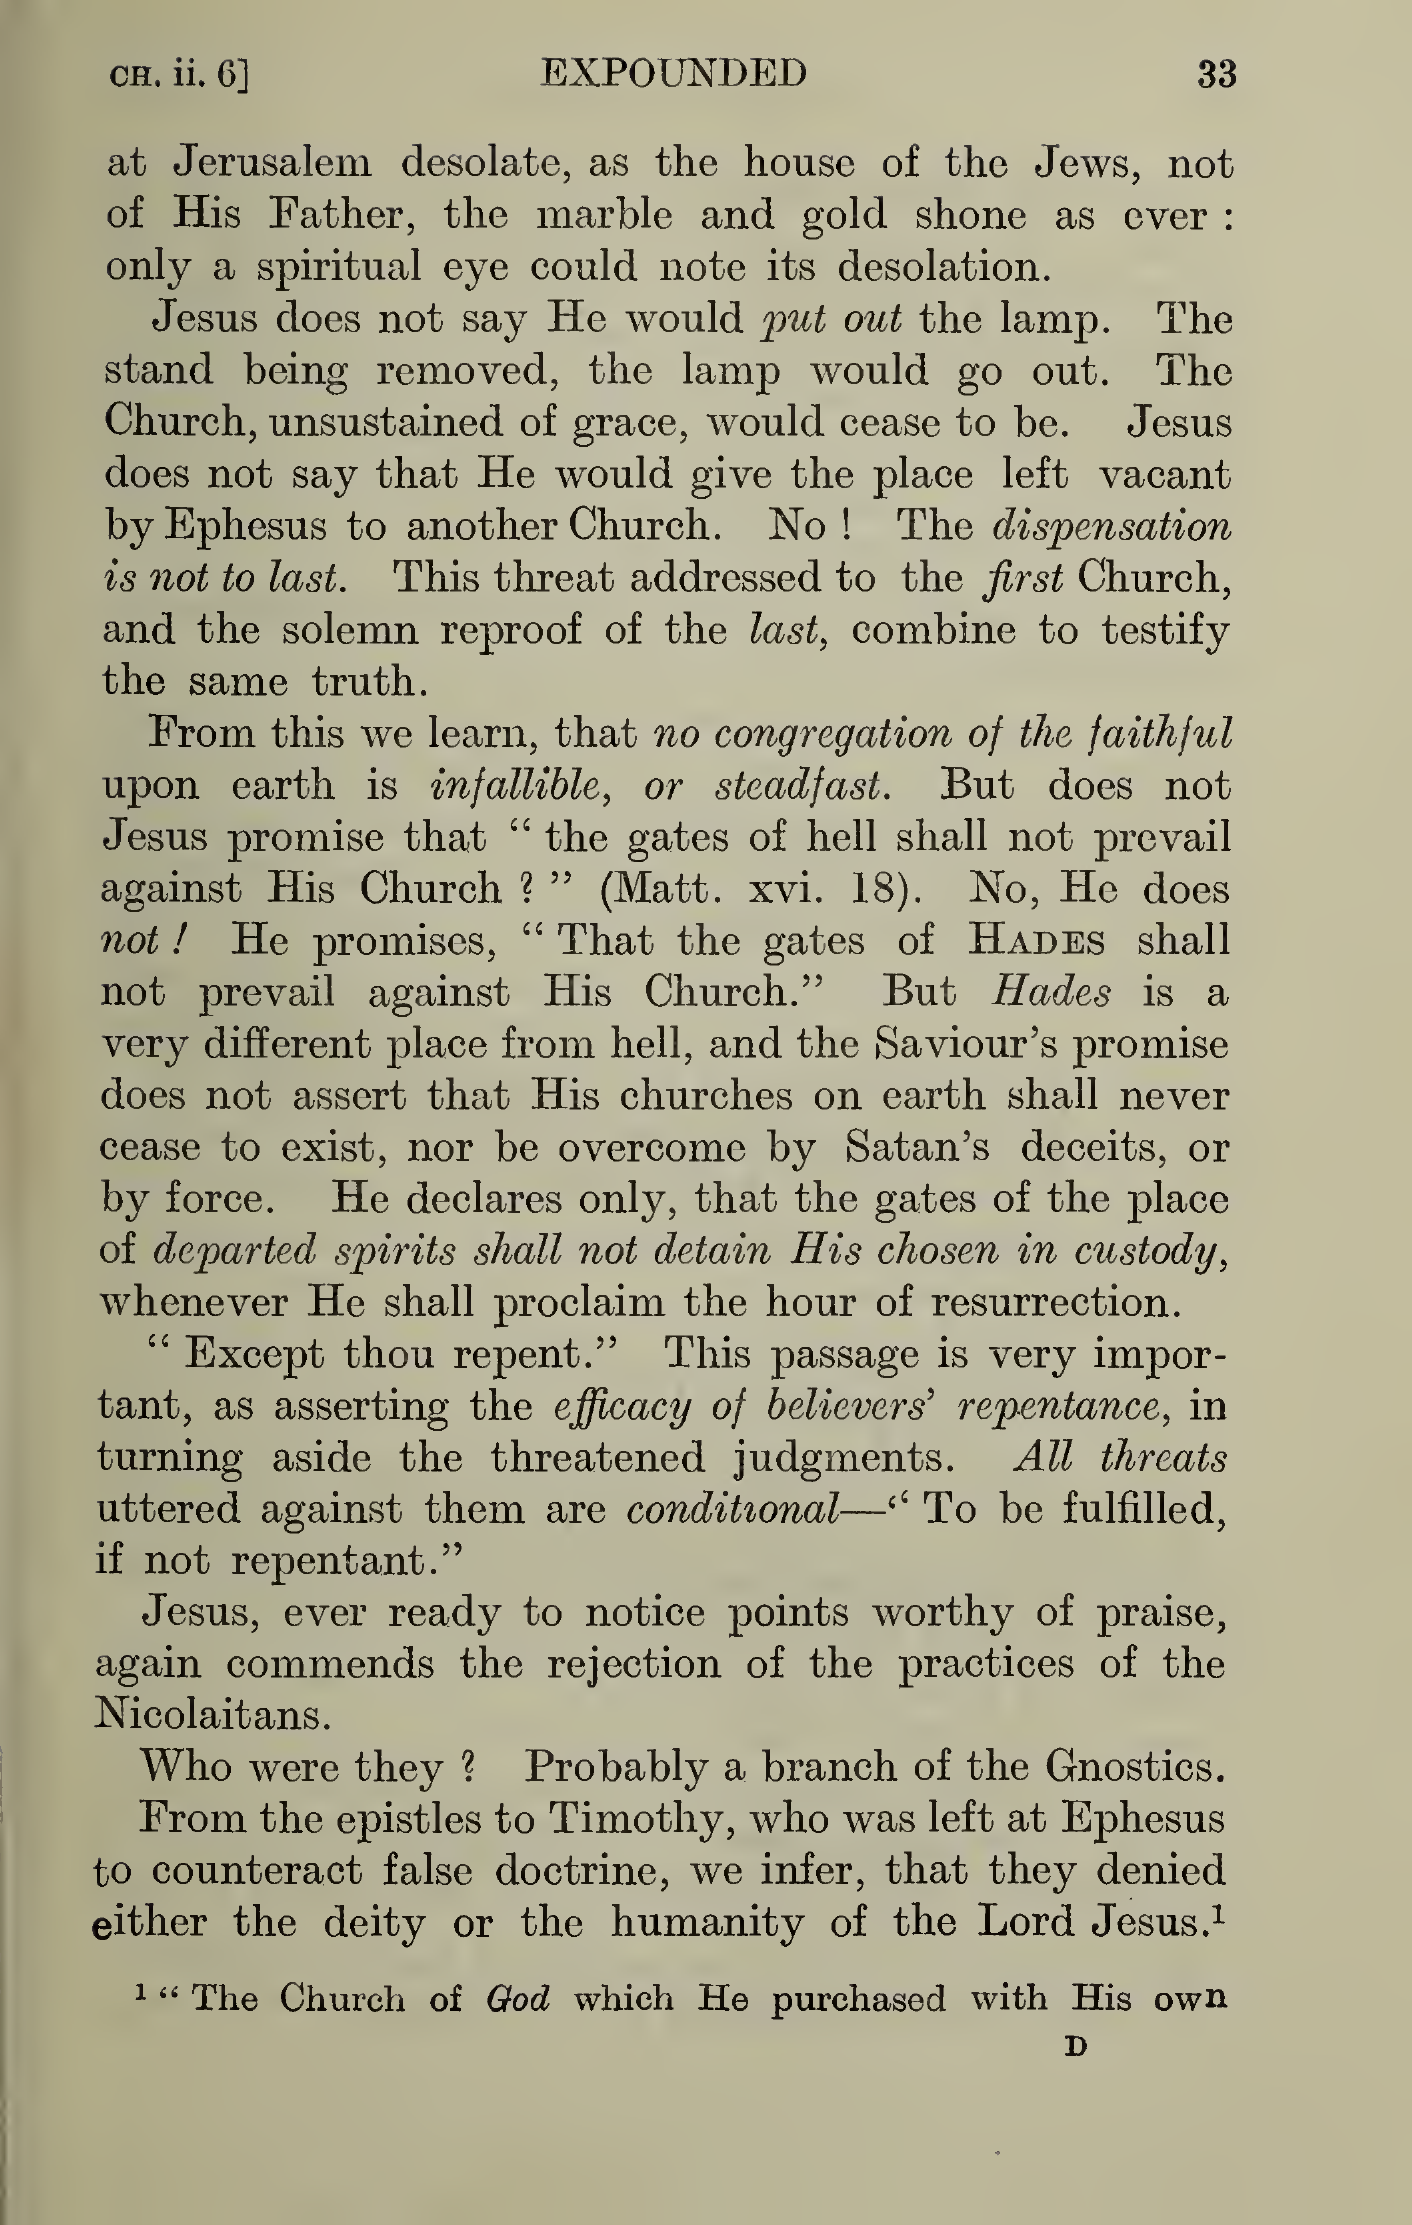 CH. ii. 6] EXPOUNDED 33
at Jerusalem desolate, as the house of the Jews, not
of His Father, the marble and gold shone as ever :
only a spiritual eye could note its desolation.
Jesus does not say He would put out the lamp. The
stand being removed, the lamp would go out. The
Church, unsustained of grace, would cease to be. Jesus
does not say that He would give the place left vacant
by Ephesus to another Church. No ! The dispensation
is not to last. This threat addressed to the first Church,
and the solemn reproof of the last, combine to testify
the same truth.
From this we learn, that no congregation of the faithful
upon earth is infallible, or steadfast. But does not
Jesus promise that “ the gates of hell shall not prevail
against His Church ? ” (Matt. xvi. 18). No, He does
not ! He promises, “ That the gates of HADES shall
not prevail against His Church.” But Hades is a
very different place from hell, and the Saviour’s promise
does not assert that His churches on earth shall never
cease to exist, nor be overcome by Satan’s deceits, or
by force. He declares only, that the gates of the place
of departed spirits shall not detain His chosen in custody,
whenever He shall proclaim the hour of resurrection.
“ Except thou repent.” This passage is very impor-
tant, as asserting the efficacy of believers’ repentance, in
turning aside the threatened judgments. All threats
uttered against them are conditional—“ To be fulfilled,
if not repentant.”
Jesus, ever ready to notice points worthy of praise,
again commends the rejection of the practices of the
Nicolaitans.
Who were they ? Probably a branch of the Gnostics.
From the epistles to Timothy, who was left at Ephesus
to counteract false doctrine, we infer, that they denied
either the deity or the humanity of the Lord Jesus.¹
¹ “ The Church of God which He purchased with His own
D